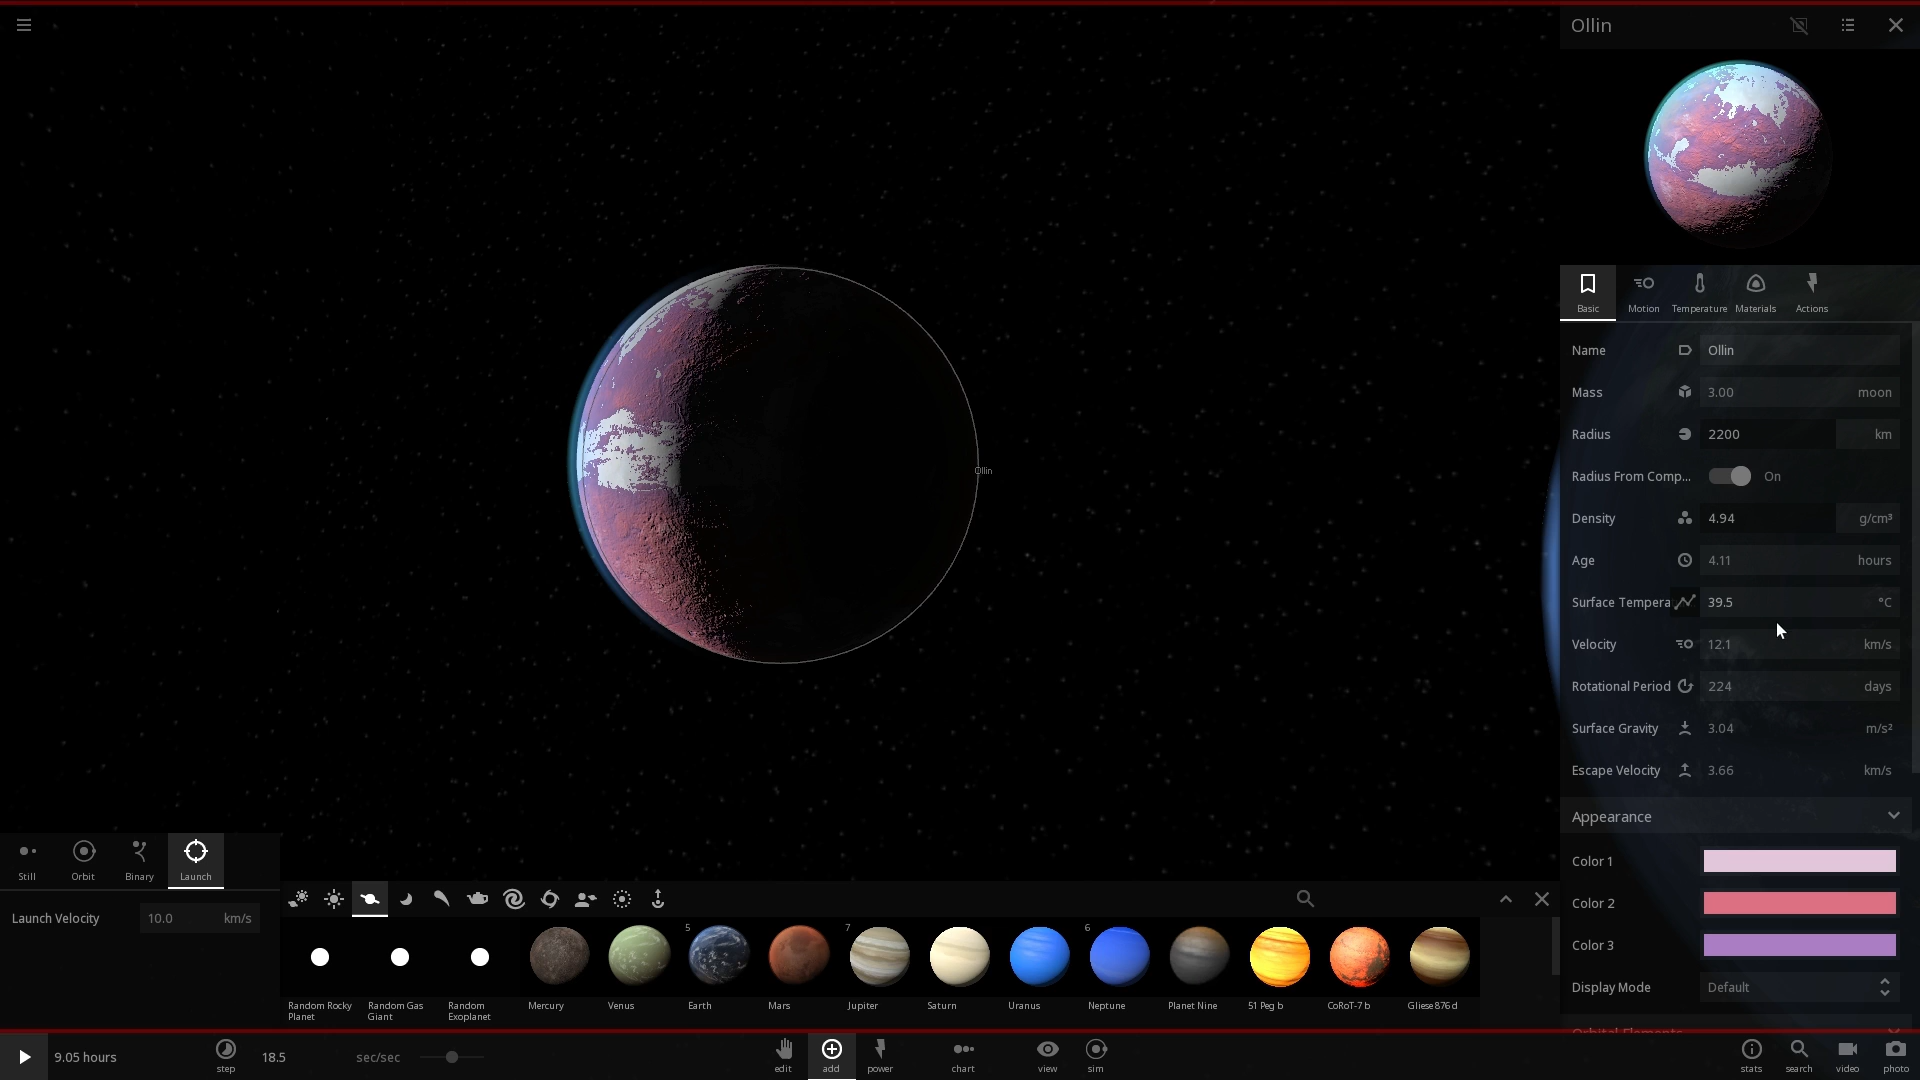 Ollin
Basic
Motion
Temperature
Materials
Actions
Name
Ollin
Mass
3.00
moon
Radius
2200
km
Radius From Comp...
On
Density
4.94
g/cm³
Age
4.11
hours
Surface Tempera
39.5
°C
Velocity
12.1
km/s
Rotational Period
224
days
Surface Gravity
3.04
m/s²
Escape Velocity
3.66
km/s
Appearance
Color 1
Color 2
Color 3
Display Mode
Default
Orbital Elements
Ollin
Still
Orbit
Binary
Launch
Launch Velocity
10.0
km/s
5
7
6
Random Rocky
Planet
Random Gas
Giant
Random
Exoplanet
Mercury
Venus
Earth
Mars
Jupiter
Saturn
Uranus
Neptune
Planet Nine
51 Peg b
CoRoT-7 b
Gliese 876 d
9.05 hours
step
18.5
sec/sec
edit
add
power
chart
view
sim
stats
search
video
photo